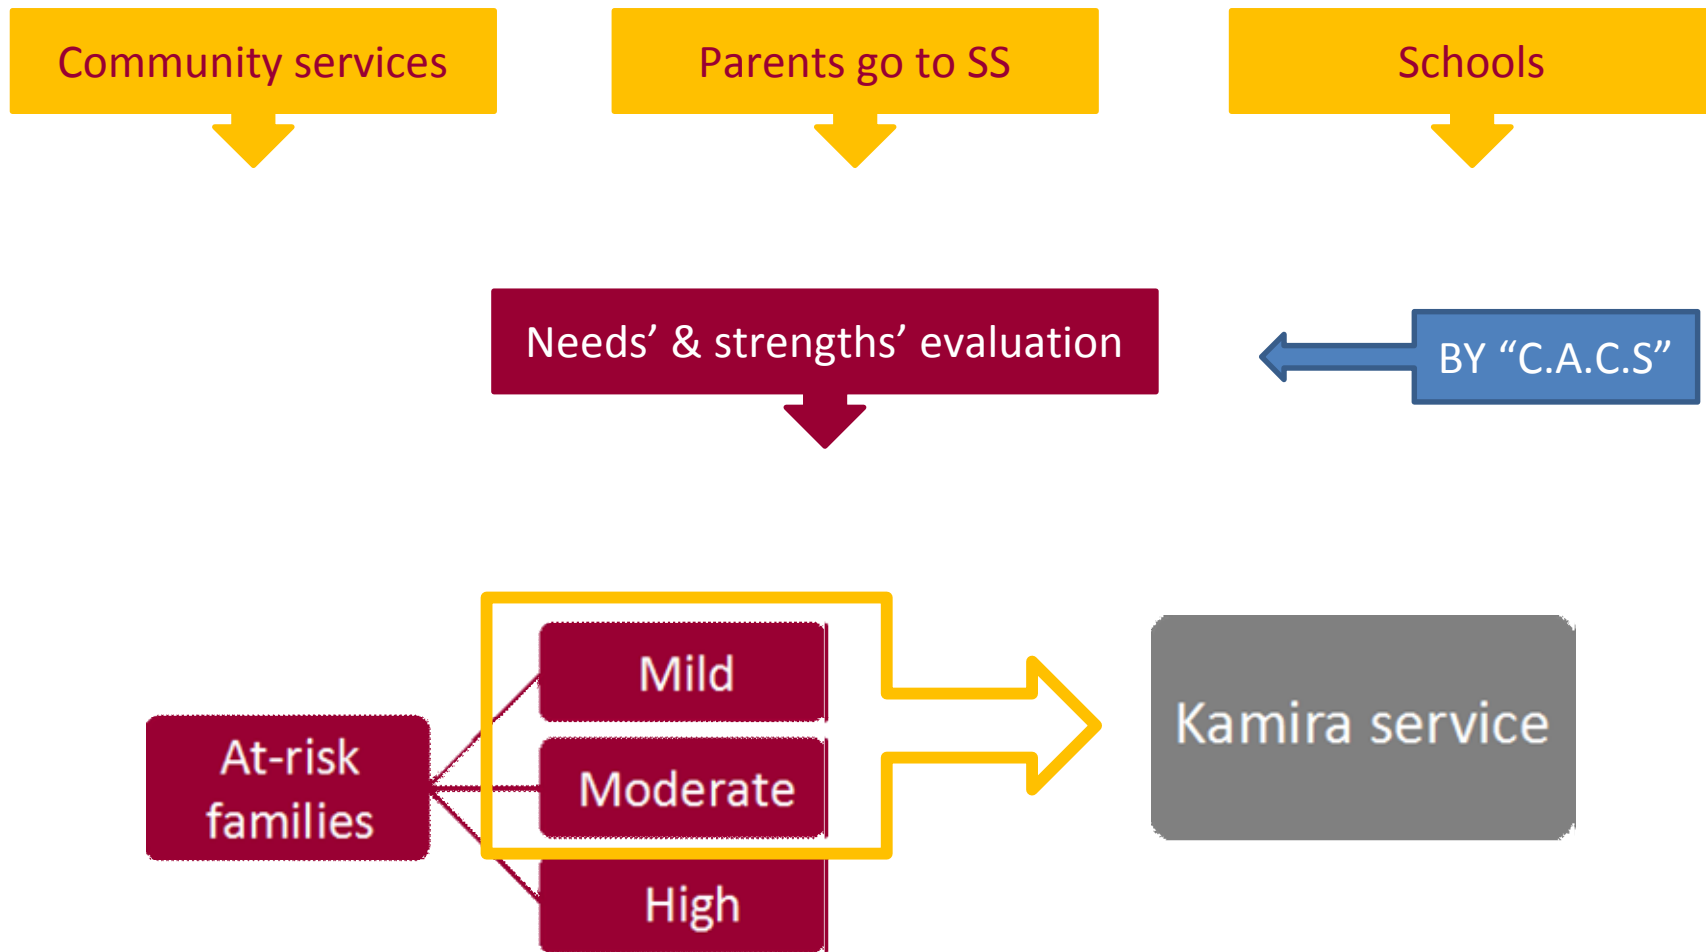 Community services
Parents go to SS
Schools
Needs’ & strengths’ evaluation
BY “C.A.C.S”
At-risk
families
Mild
Moderate
High
Kamira service